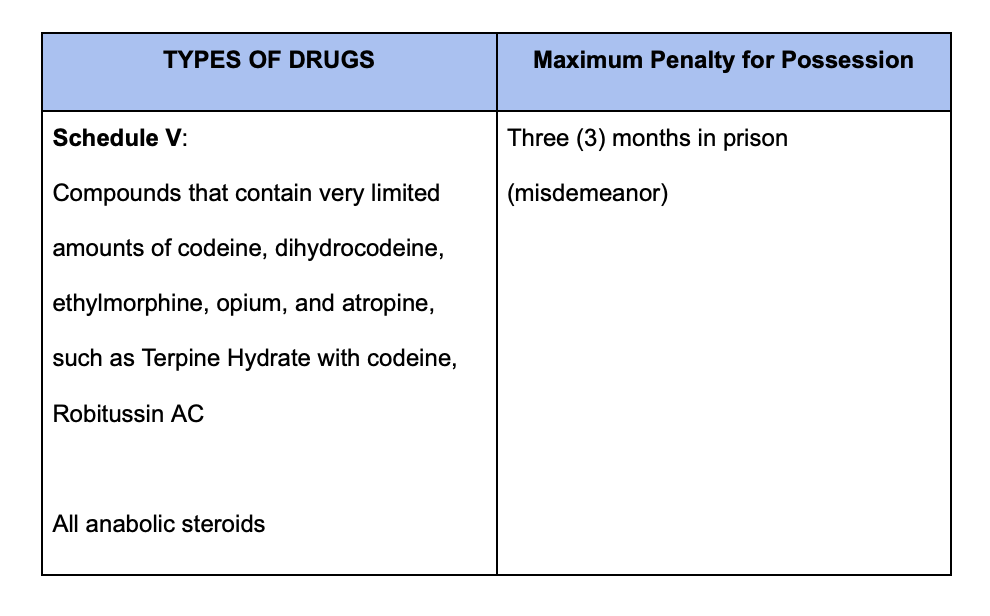 TYPES OF DRUGS
Maximum Penalty for Possession
Schedule V:
Compounds that contain very limited
amounts of codeine, dihydrocodeine,
ethylmorphine, opium, and atropine,
such as Terpine Hydrate with codeine,
Robitussin AC
All anabolic steroids
Three (3) months in prison
(misdemeanor)